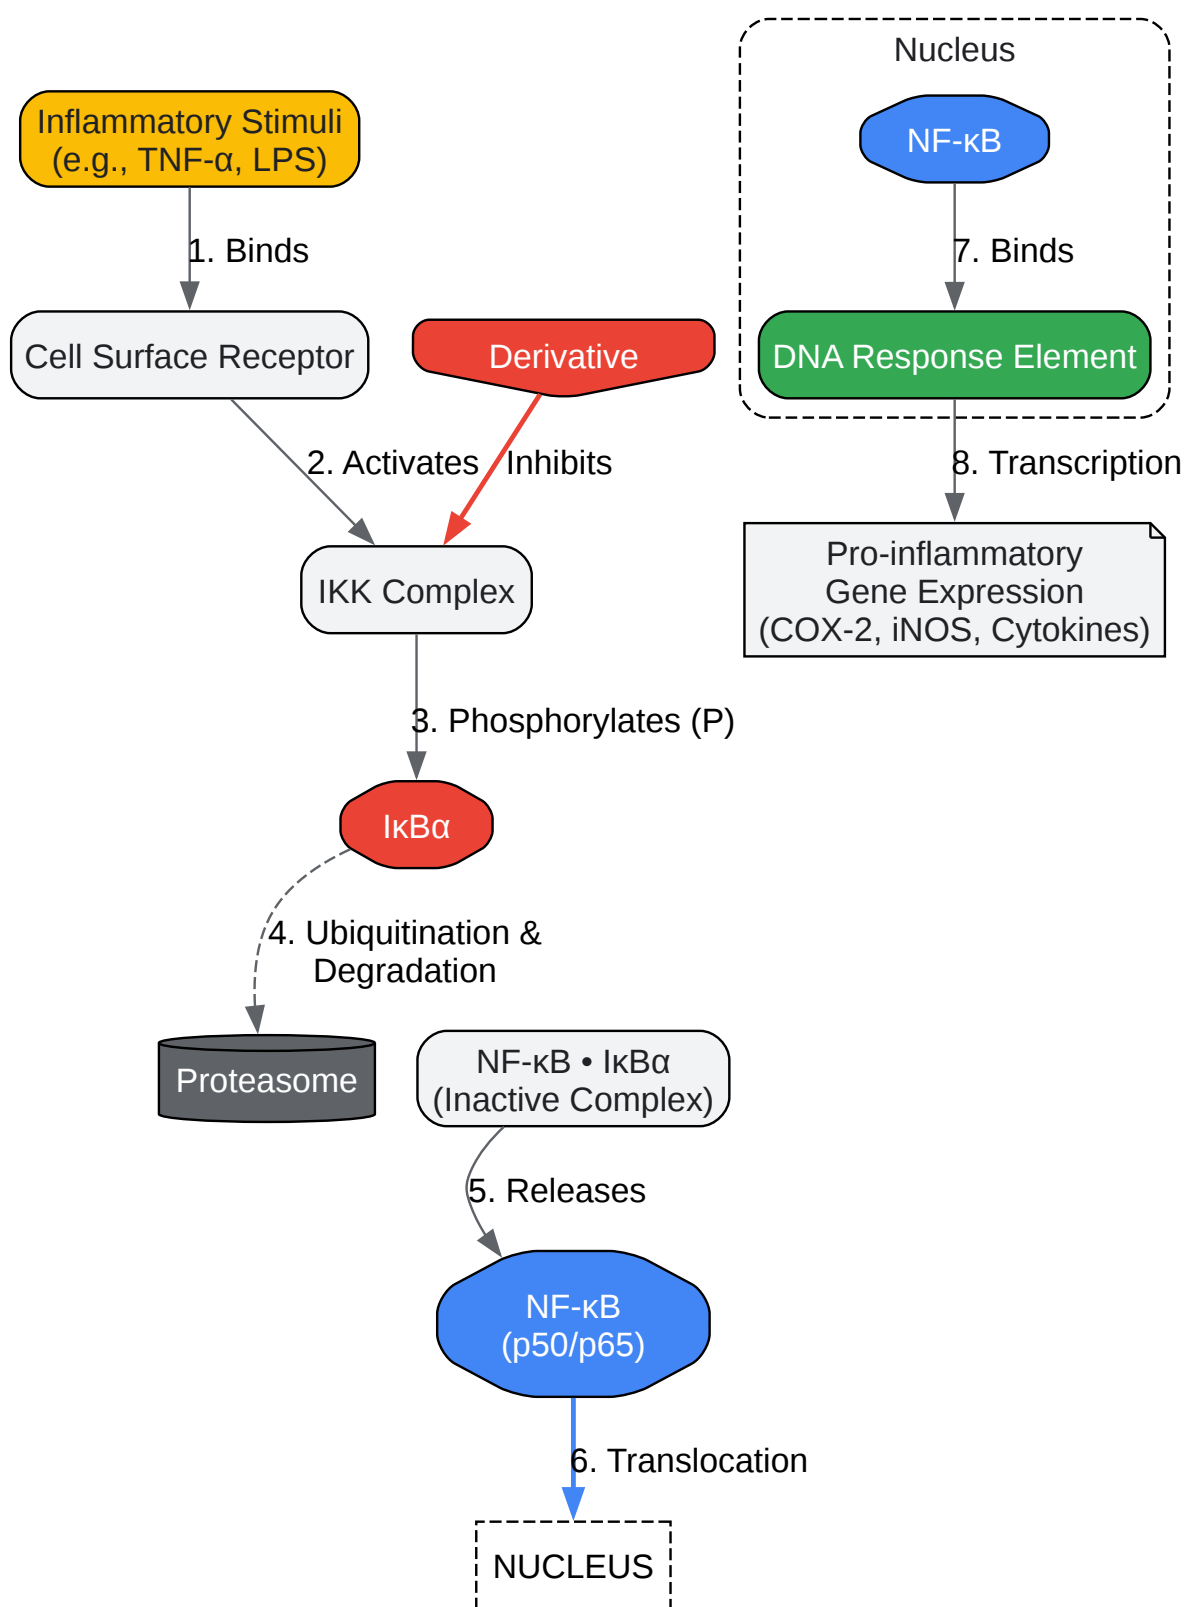 Inflammatory Stimuli
(e.g., TNF-α, LPS)
1. Binds
Cell Surface Receptor
Derivative
2. Activates
Inhibits
IKK Complex
3. Phosphorylates (P)
IκBα
4. Ubiquitination &
Degradation
Proteasome
NF-κB • IκBα
(Inactive Complex)
5. Releases
NF-κB
(p50/p65)
6. Translocation
NUCLEUS
Nucleus
NF-κB
7. Binds
DNA Response Element
8. Transcription
Pro-inflammatory
Gene Expression
(COX-2, iNOS, Cytokines)